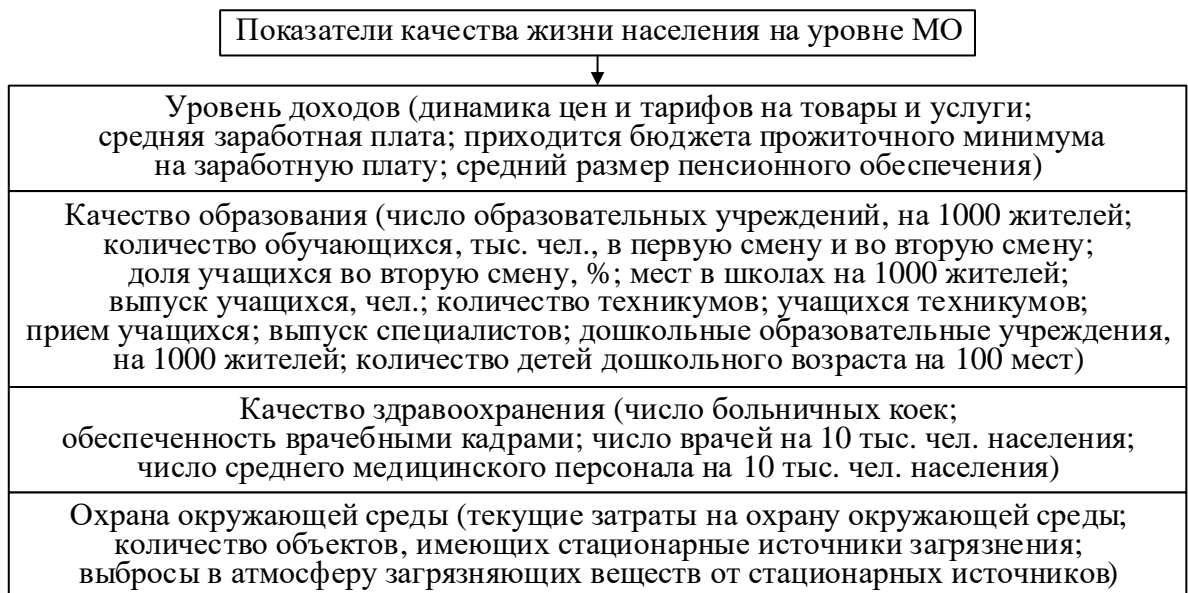 Показатели качества жизни населения на уровне МО
Уровень доходов (динамика цен и тарифов на товары и услуги;
средняя заработная плата; приходится бюджета прожиточного минимума
на заработную плату; средний размер пенсионного обеспечения)
Качество образования (число образовательных учреждений, на 1000 жителей;
количество обучающихся, тыс. чел., в первую смену и во вторую смену;
доля учащихся во вторую смену, %; мест в школах на 1000 жителей;
выпуск учащихся, чел.; количество техникумов; учащихся техникумов;
прием учащихся; выпуск специалистов; дошкольные образовательные учреждения,
на 1000 жителей; количество детей дошкольного возраста на 100 мест)
Качество здравоохранения (число больничных коек;
обеспеченность врачебными кадрами; число врачей на 10 тыс. чел. населения;
число среднего медицинского персонала на 10 тыс. чел. населения)
Охрана окружающей среды (текущие затраты на охрану окружающей среды;
количество объектов, имеющих стационарные источники загрязнения;
выбросы в атмосферу загрязняющих веществ от стационарных источников)